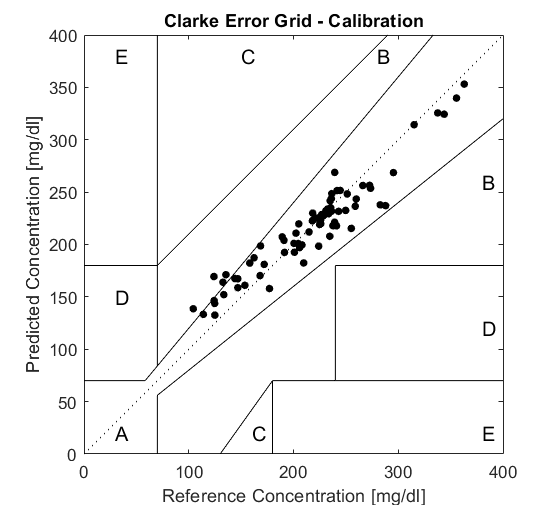 Clarke Error Grid - Calibration
400
E
C
B
350
300
250
B
200
150
D
D
100
50
A
C
E
0
0
100
200
300
400
Predicted Concentration [mg/dl]
Reference Concentration [mg/dl]